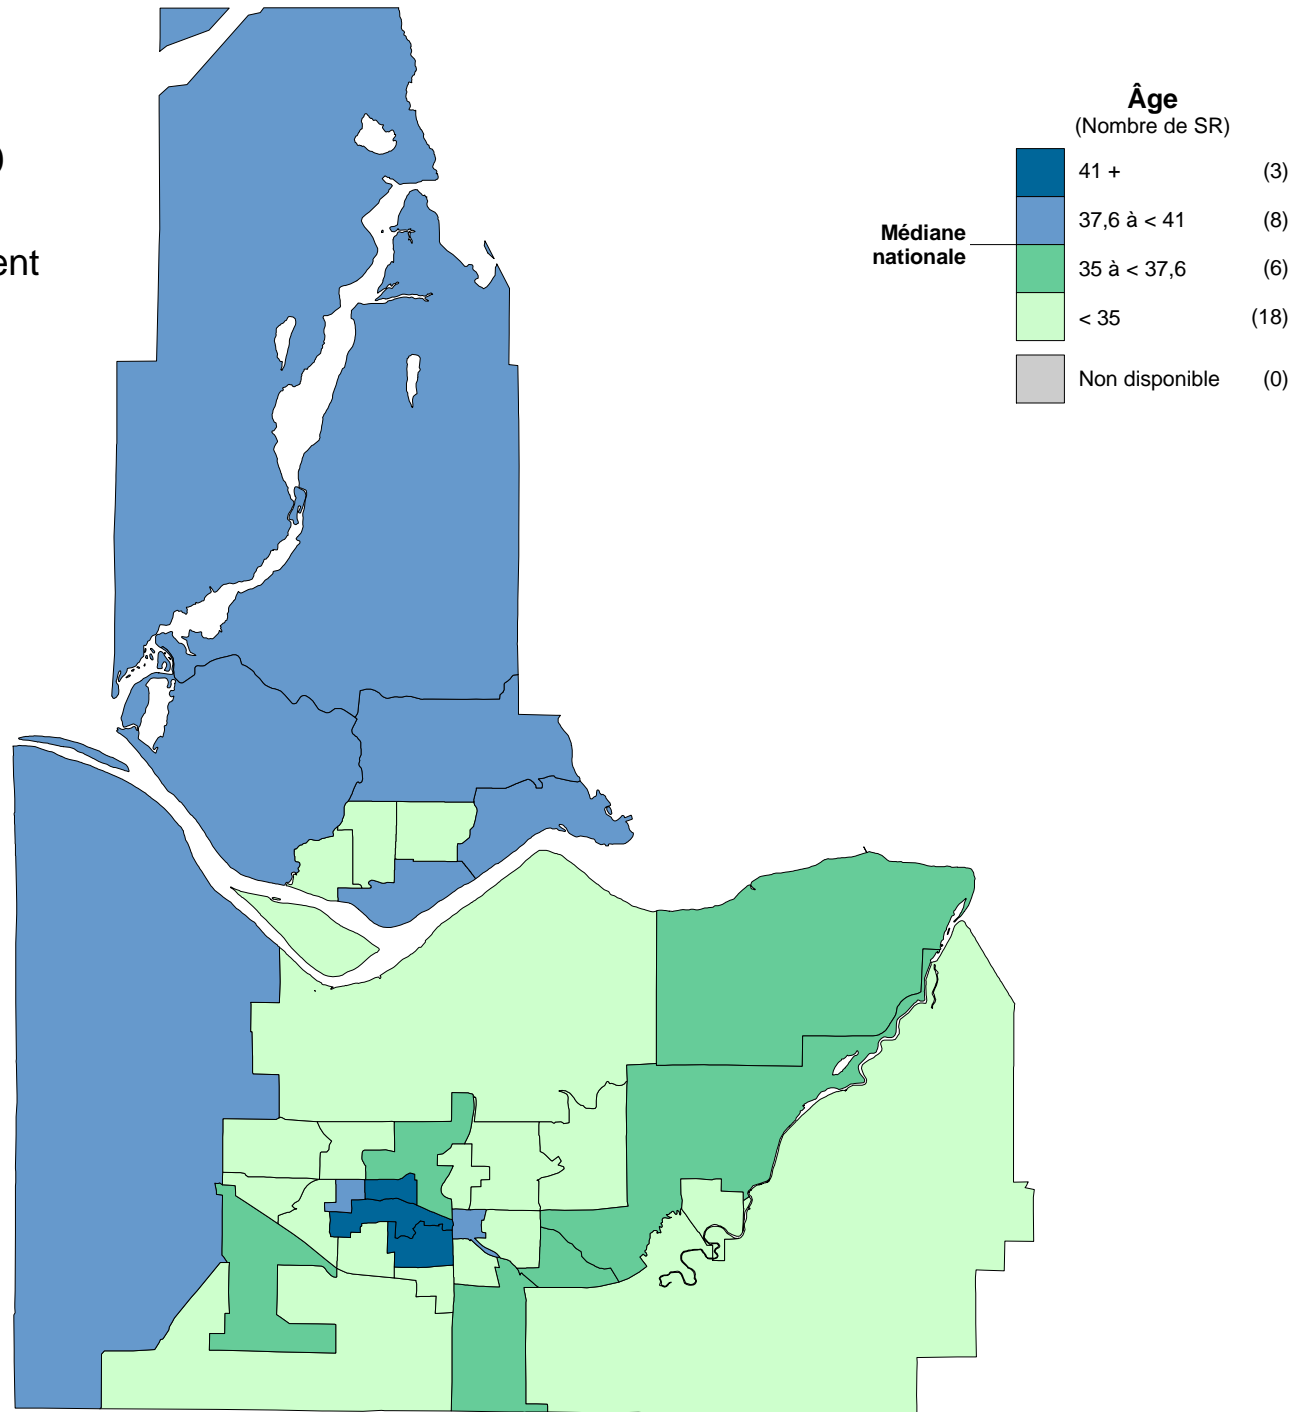 Âge
(Nombre de SR)
41 + (3)
37,6 à < 41 (8)
Médiane
nationale
35 à < 37,6 (6)
< 35 (18)
Non disponible (0)